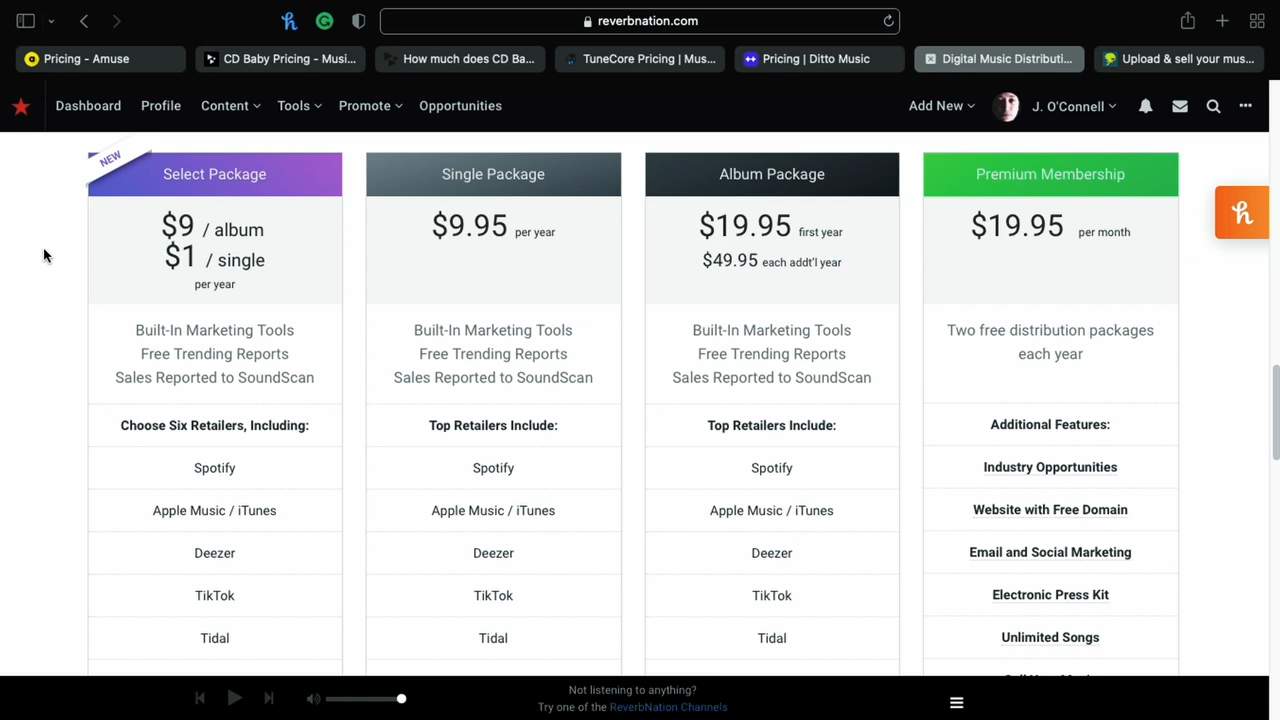 reverbnation.com
Pricing - Amuse
CD Baby Pricing - Musi...
How much does CD Ba...
TuneCore Pricing | Mus...
Pricing | Ditto Music
Digital Music Distributi...
Upload & sell your mus...
Dashboard
Profile
Content
Tools
Promote
Opportunities
Add New
J. O'Connell
NEW
Select Package
Single Package
Album Package
Premium Membership
$9 / album
$1 / single
per year
$9.95 per year
$19.95 first year
$49.95 each addt'l year
$19.95 per month
Built-In Marketing Tools
Free Trending Reports
Sales Reported to SoundScan
Built-In Marketing Tools
Free Trending Reports
Sales Reported to SoundScan
Built-In Marketing Tools
Free Trending Reports
Sales Reported to SoundScan
Two free distribution packages
each year
Choose Six Retailers, Including:
Top Retailers Include:
Top Retailers Include:
Additional Features:
Spotify
Spotify
Spotify
Industry Opportunities
Apple Music / iTunes
Apple Music / iTunes
Apple Music / iTunes
Website with Free Domain
Deezer
Deezer
Deezer
Email and Social Marketing
TikTok
TikTok
TikTok
Electronic Press Kit
Tidal
Tidal
Tidal
Unlimited Songs
Not listening to anything?
Try one of the ReverbNation Channels